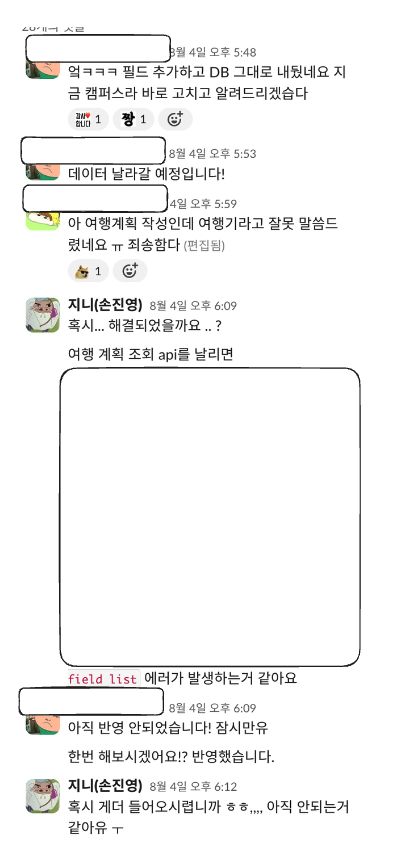 8월 4일 오후 5:48
엌ㅋㅋㅋ 필드 추가하고 DB 그대로 내뒀네요 지
금 캠퍼스라 바로 고치고 알려드리겠습다
감사 합니다 1 짱 1
8월 4일 오후 5:53
데이터 날라갈 예정입니다!
4일 오후 5:59
아 여행계획 작성인데 여행기라고 잘못 말씀드
렸네요 ㅠ 죄송함다 (편집됨)
1
지니(손진영) 8월 4일 오후 6:09
혹시... 해결되었을까요 .. ?
여행 계획 조회 api를 날리면
field list 에러가 발생하는거 같아요
8월 4일 오후 6:09
아직 반영 안되었습니다! 잠시만유
한번 해보시겠어요!? 반영했습니다.
지니(손진영) 8월 4일 오후 6:12
혹시 게더 들어오시렵니까 ㅎㅎ,,,, 아직 안되는거
같아유 ㅜ